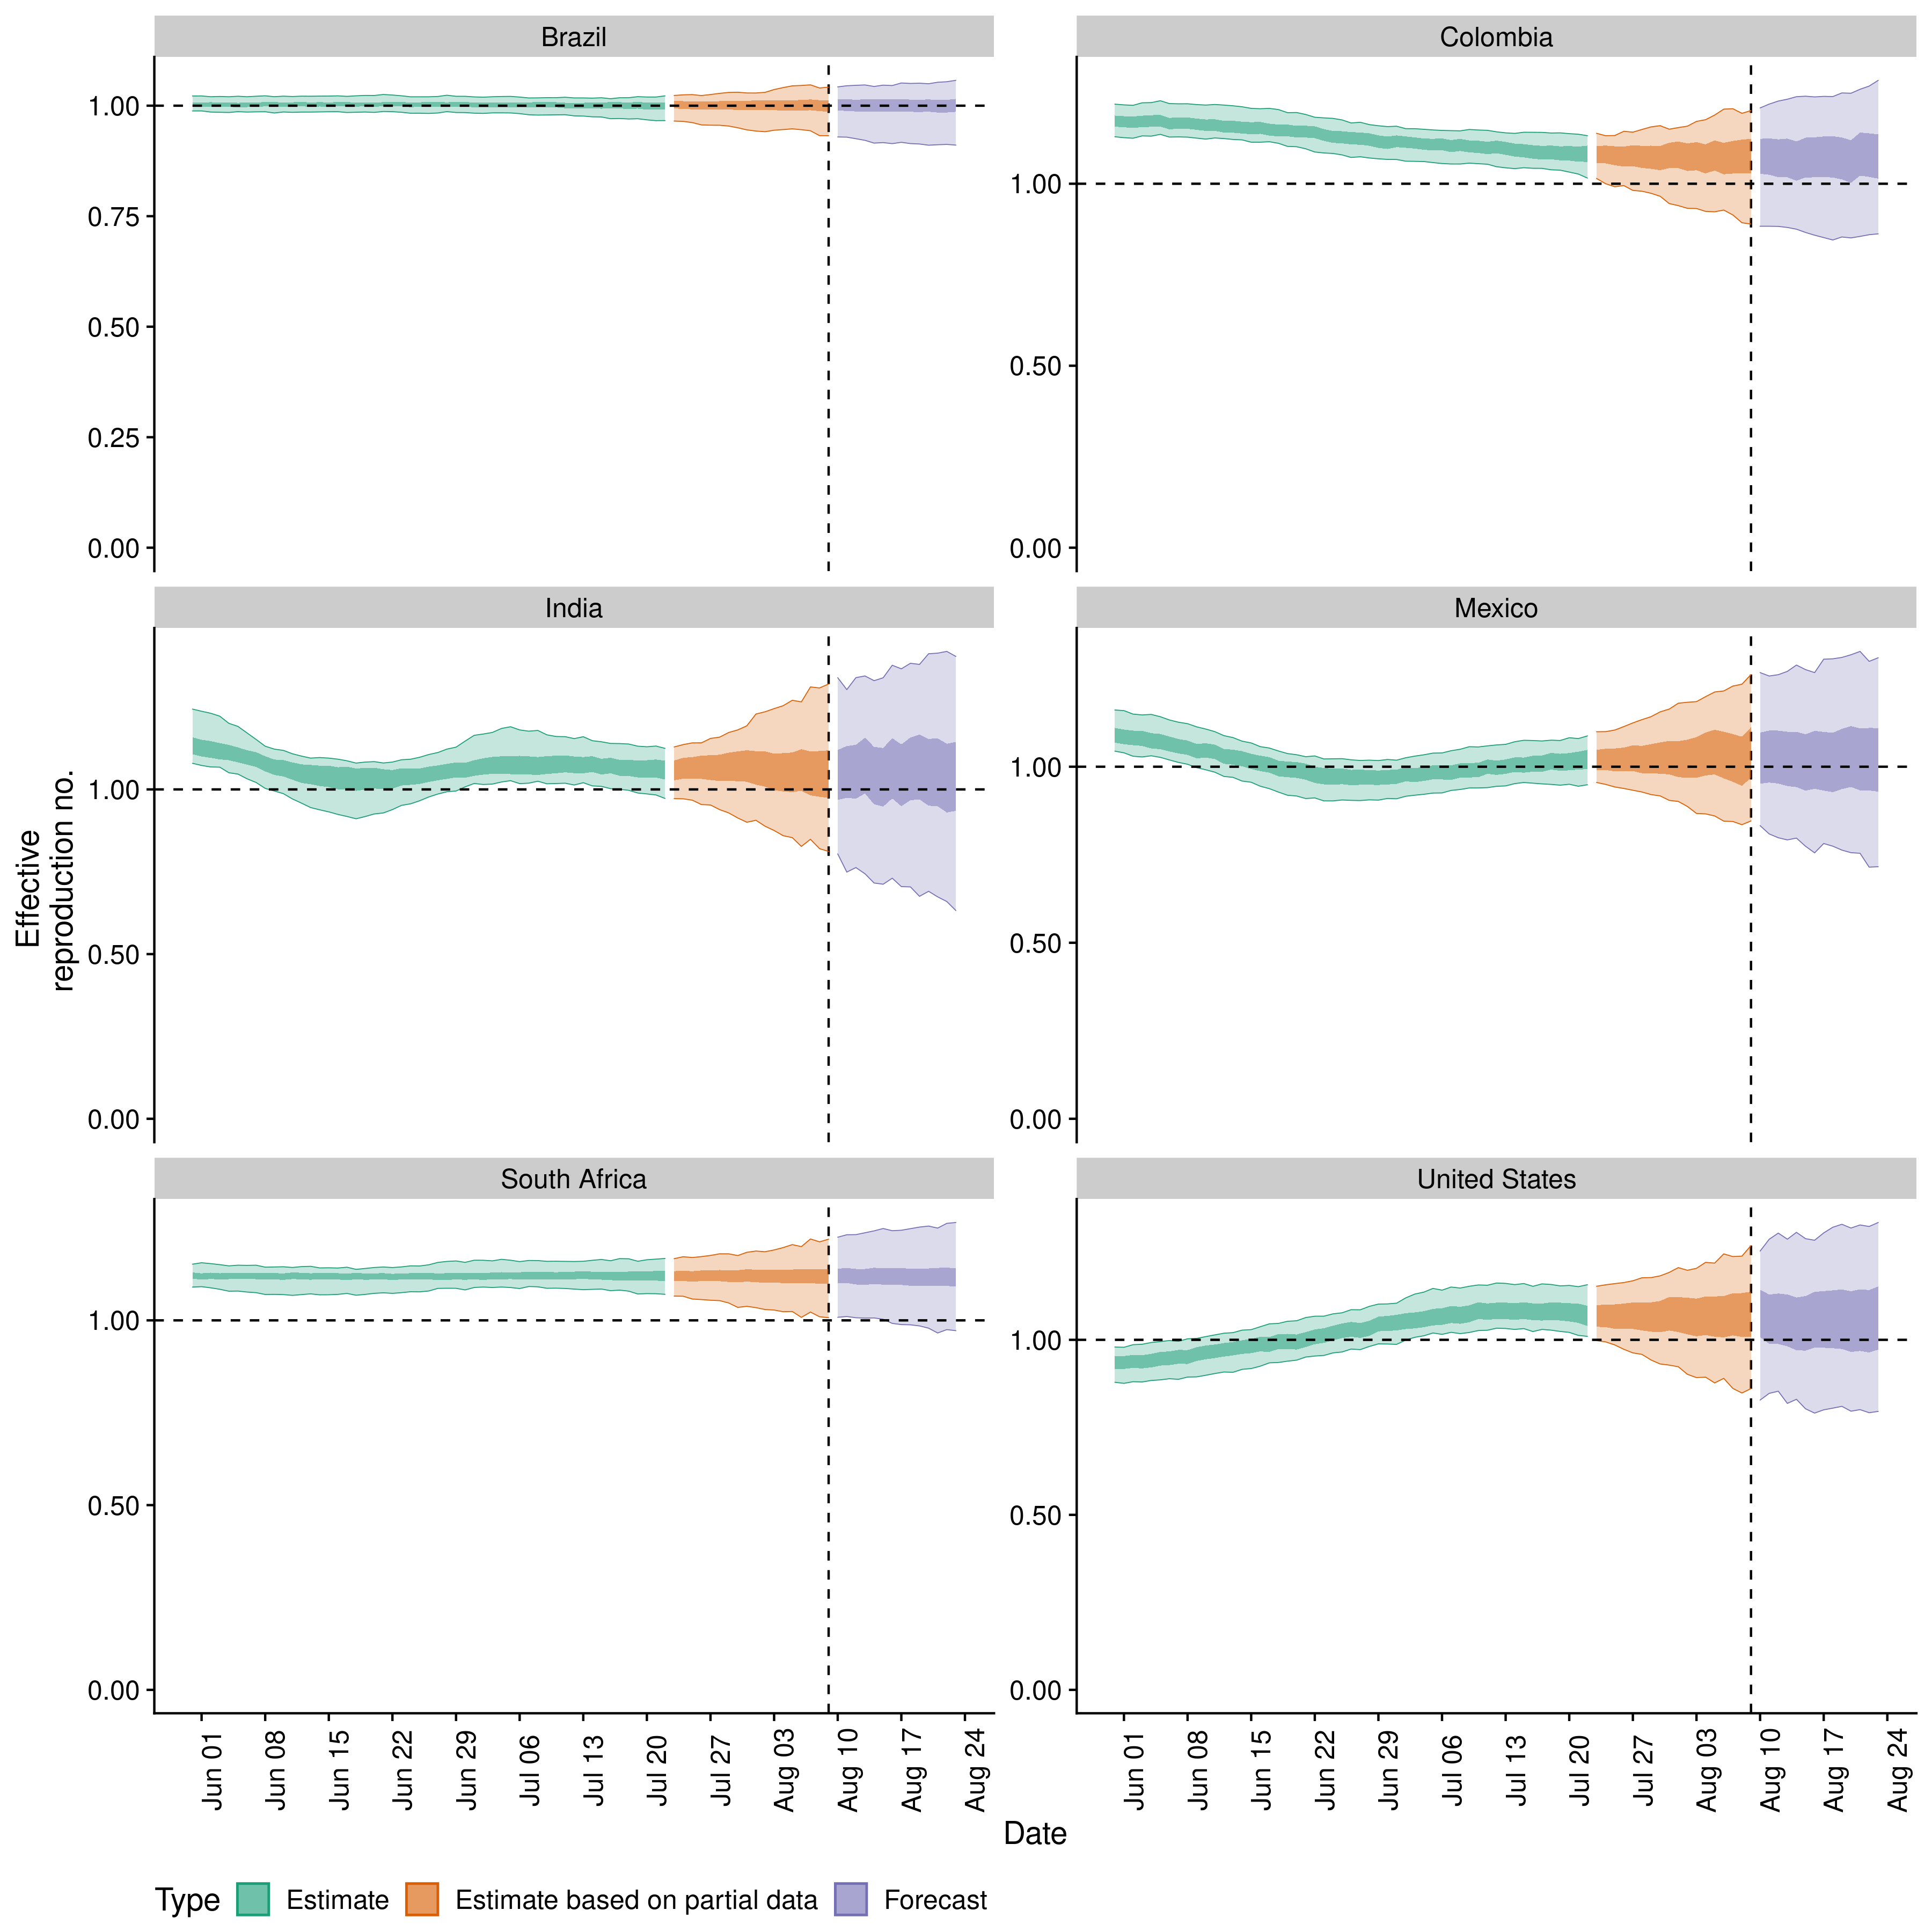 Brazil
1.00
0.75
0.50
0.25
0.00
Colombia
1.00
0.50
0.00
India
1.00
0.50
0.00
Mexico
1.00
0.50
0.00
South Africa
1.00
0.50
0.00
United States
1.00
0.50
0.00
Effective
reproduction no.
Jun 01
Jun 08
Jun 15
Jun 22
Jun 29
Jul 06
Jul 13
Jul 20
Jul 27
Aug 03
Aug 10
Aug 17
Aug 24
Jun 01
Jun 08
Jun 15
Jun 22
Jun 29
Jul 06
Jul 13
Jul 20
Jul 27
Aug 03
Aug 10
Aug 17
Aug 24
Date
Type Estimate Estimate based on partial data Forecast